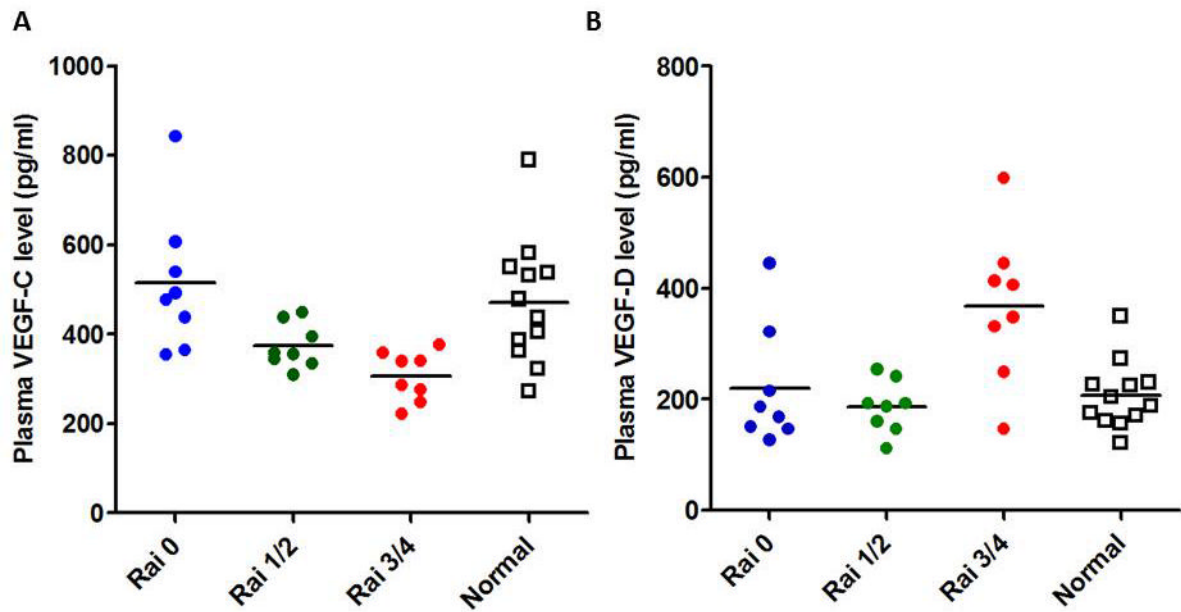 A
Plasma VEGF-C level (pg/ml)
1000
800
600
400
200
0
Rai 0
Rai 1/2
Rai 3/4
Normal
B
Plasma VEGF-D level (pg/ml)
800
600
400
200
0
Rai 0
Rai 1/2
Rai 3/4
Normal